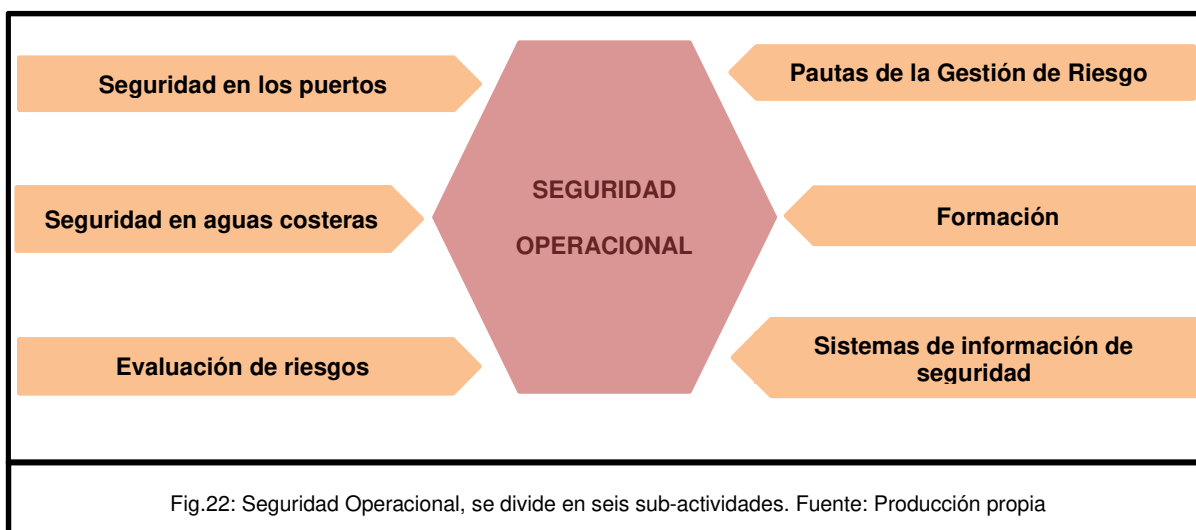 Seguridad en los puertos
Seguridad en aguas costeras
Evaluación de riesgos
SEGURIDAD
OPERACIONAL
Pautas de la Gestión de Riesgo
Formación
Sistemas de información de
seguridad
Fig.22: Seguridad Operacional, se divide en seis sub-actividades. Fuente: Producción propia